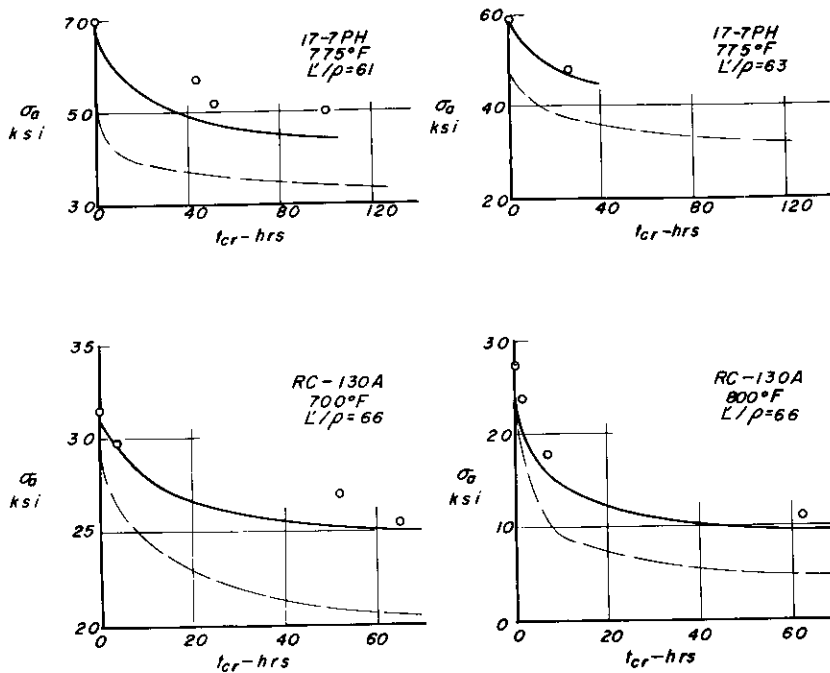 70
50
30
σa
ksi
17-7PH
775°F
L'/ρ=61
0
40
80
120
tcr-hrs
60
40
20
σa
ksi
17-7PH
775°F
L'/ρ=63
0
40
80
120
tcr-hrs
35
30
25
20
σa
ksi
RC-130A
700°F
L'/ρ=66
0
20
40
60
tcr-hrs
30
20
10
0
σa
ksi
RC-130A
800°F
L'/ρ=66
0
20
40
60
tcr-hrs